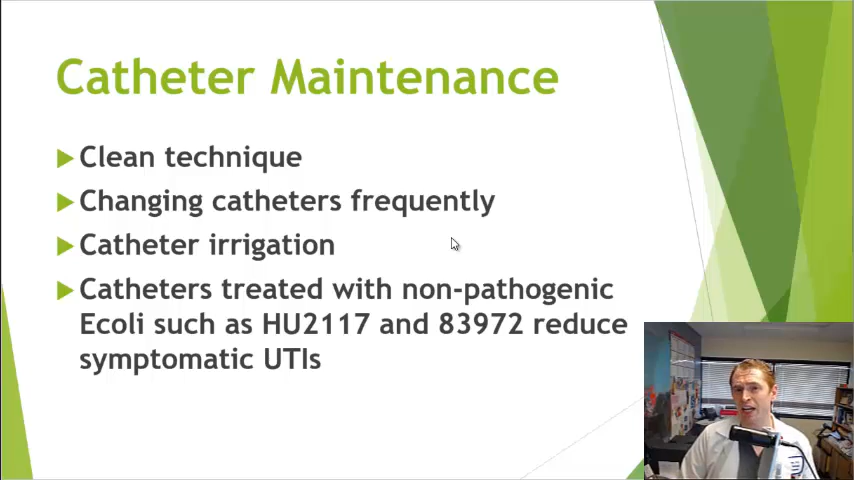 Catheter Maintenance
Clean technique
Changing catheters frequently
Catheter irrigation
Catheters treated with non-pathogenic
Ecoli such as HU2117 and 83972 reduce
symptomatic UTIs